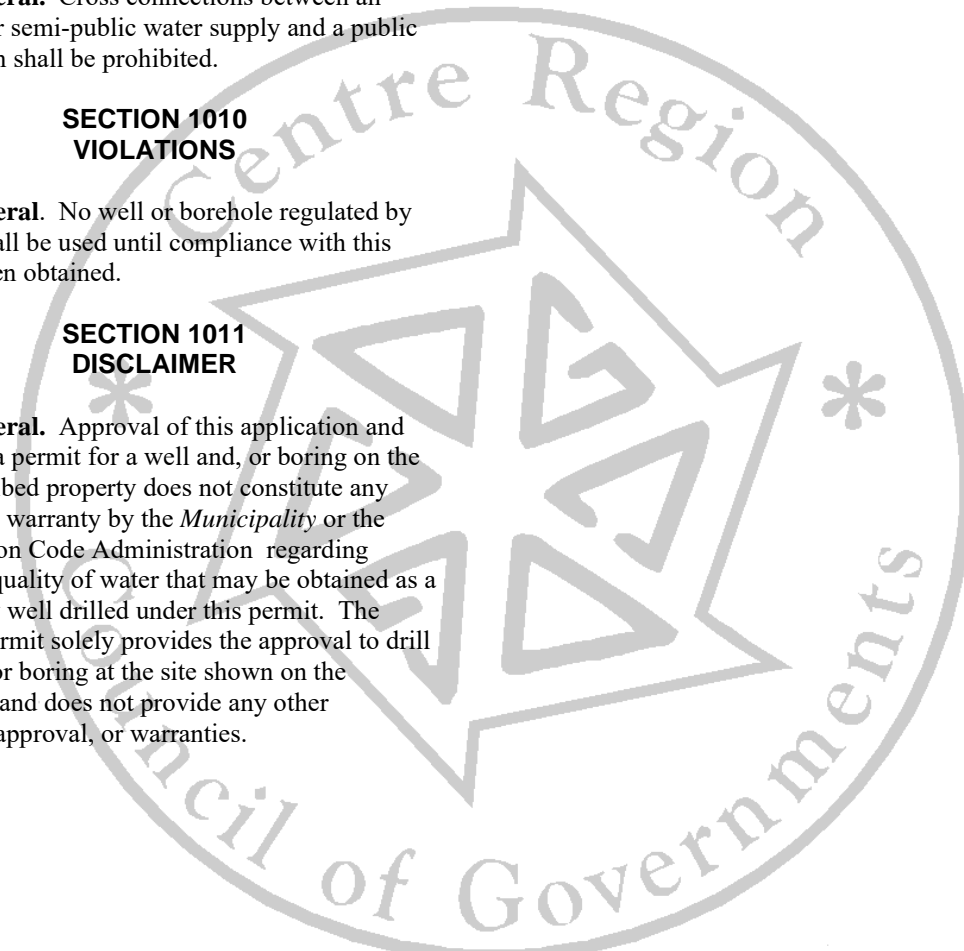 eral. Cross connections between an
r semi-public water supply and a public
n shall be prohibited.
SECTION 1010
VIOLATIONS
eral. No well or borehole regulated by
all be used until compliance with this
en obtained.
SECTION 1011
DISCLAIMER
eral. Approval of this application and
a permit for a well and, or boring on the
bed property does not constitute any
warranty by the Municipality or the
on Code Administration regarding
quality of water that may be obtained as a
well drilled under this permit. The
ermit solely provides the approval to drill
or boring at the site shown on the
and does not provide any other
approval, or warranties.
Centre Region
Council of Governments